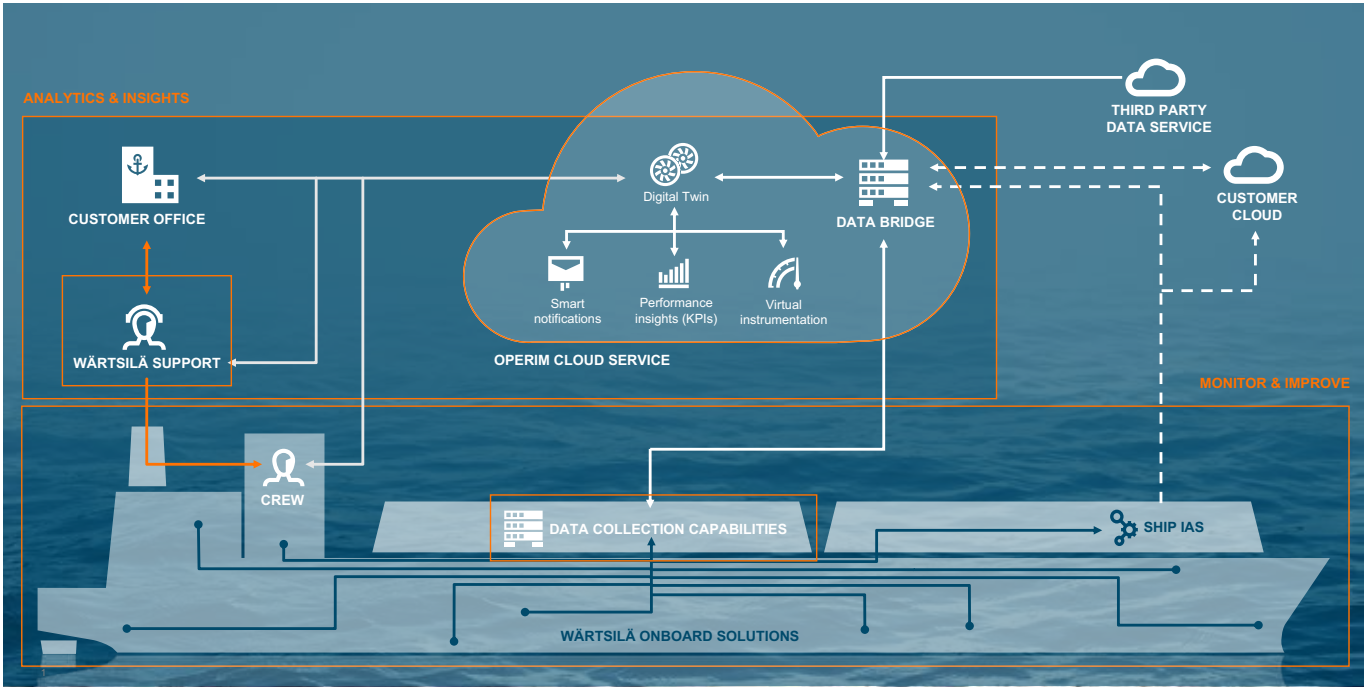 ANALYTICS & INSIGHTS
THIRD PARTY
DATA SERVICE
CUSTOMER OFFICE
Digital Twin
DATA BRIDGE
CUSTOMER
CLOUD
Smart
notifications
Performance
insights (KPIs)
Virtual
instrumentation
WÄRTSILÄ SUPPORT
OPERIM CLOUD SERVICE
MONITOR & IMPROVE
CREW
DATA COLLECTION CAPABILITIES
SHIP IAS
WÄRTSILÄ ONBOARD SOLUTIONS
1